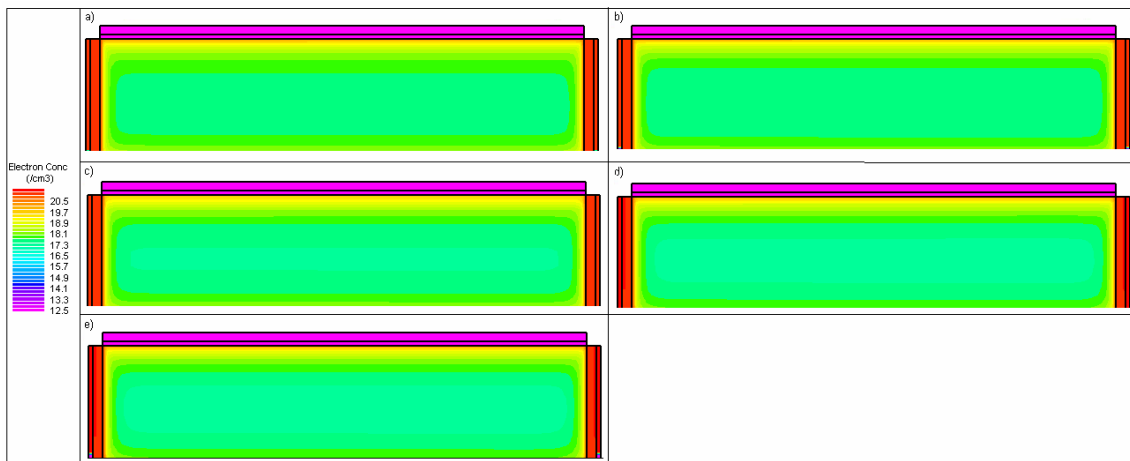 a)
b)
c)
d)
Electron Conc
(/cm3)
20.5
19.7
18.9
18.1
17.3
16.5
15.7
14.9
14.1
13.3
12.5
e)